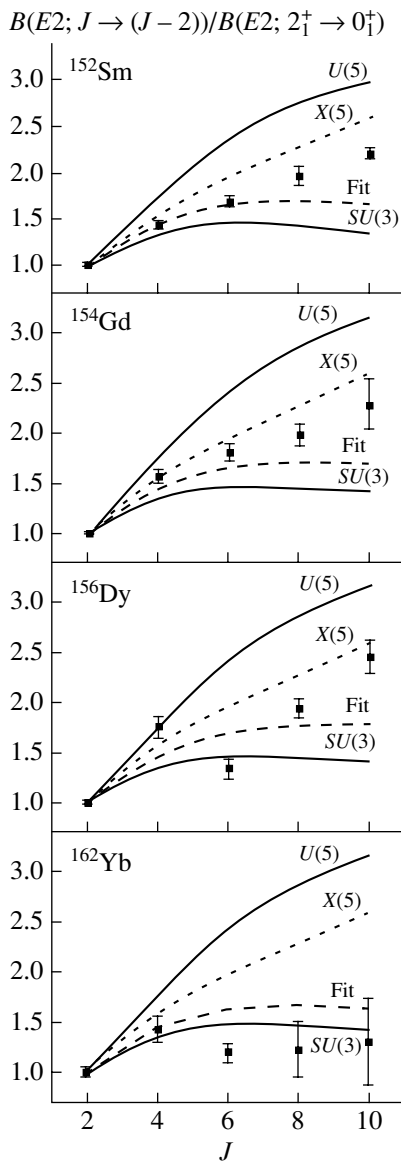 B(E2; J → (J – 2))/B(E2; 2₁⁺ → 0₁⁺)
¹⁵²Sm
U(5)
3.0
X(5)
2.5
2.0
Fit
SU(3)
1.5
1.0
¹⁵⁴Gd
U(5)
3.0
X(5)
2.5
2.0
Fit
SU(3)
1.5
1.0
¹⁵⁶Dy
U(5)
3.0
X(5)
2.5
2.0
Fit
SU(3)
1.5
1.0
¹⁶²Yb
U(5)
3.0
X(5)
2.5
2.0
Fit
SU(3)
1.5
1.0
2 4 6 8 10
J